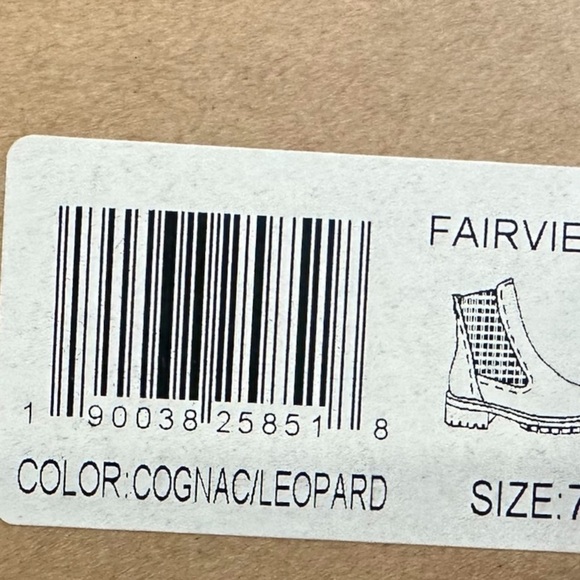 FAIRVIE
1 90038 25851 8
COLOR:COGNAC/LEOPARD
SIZE:7